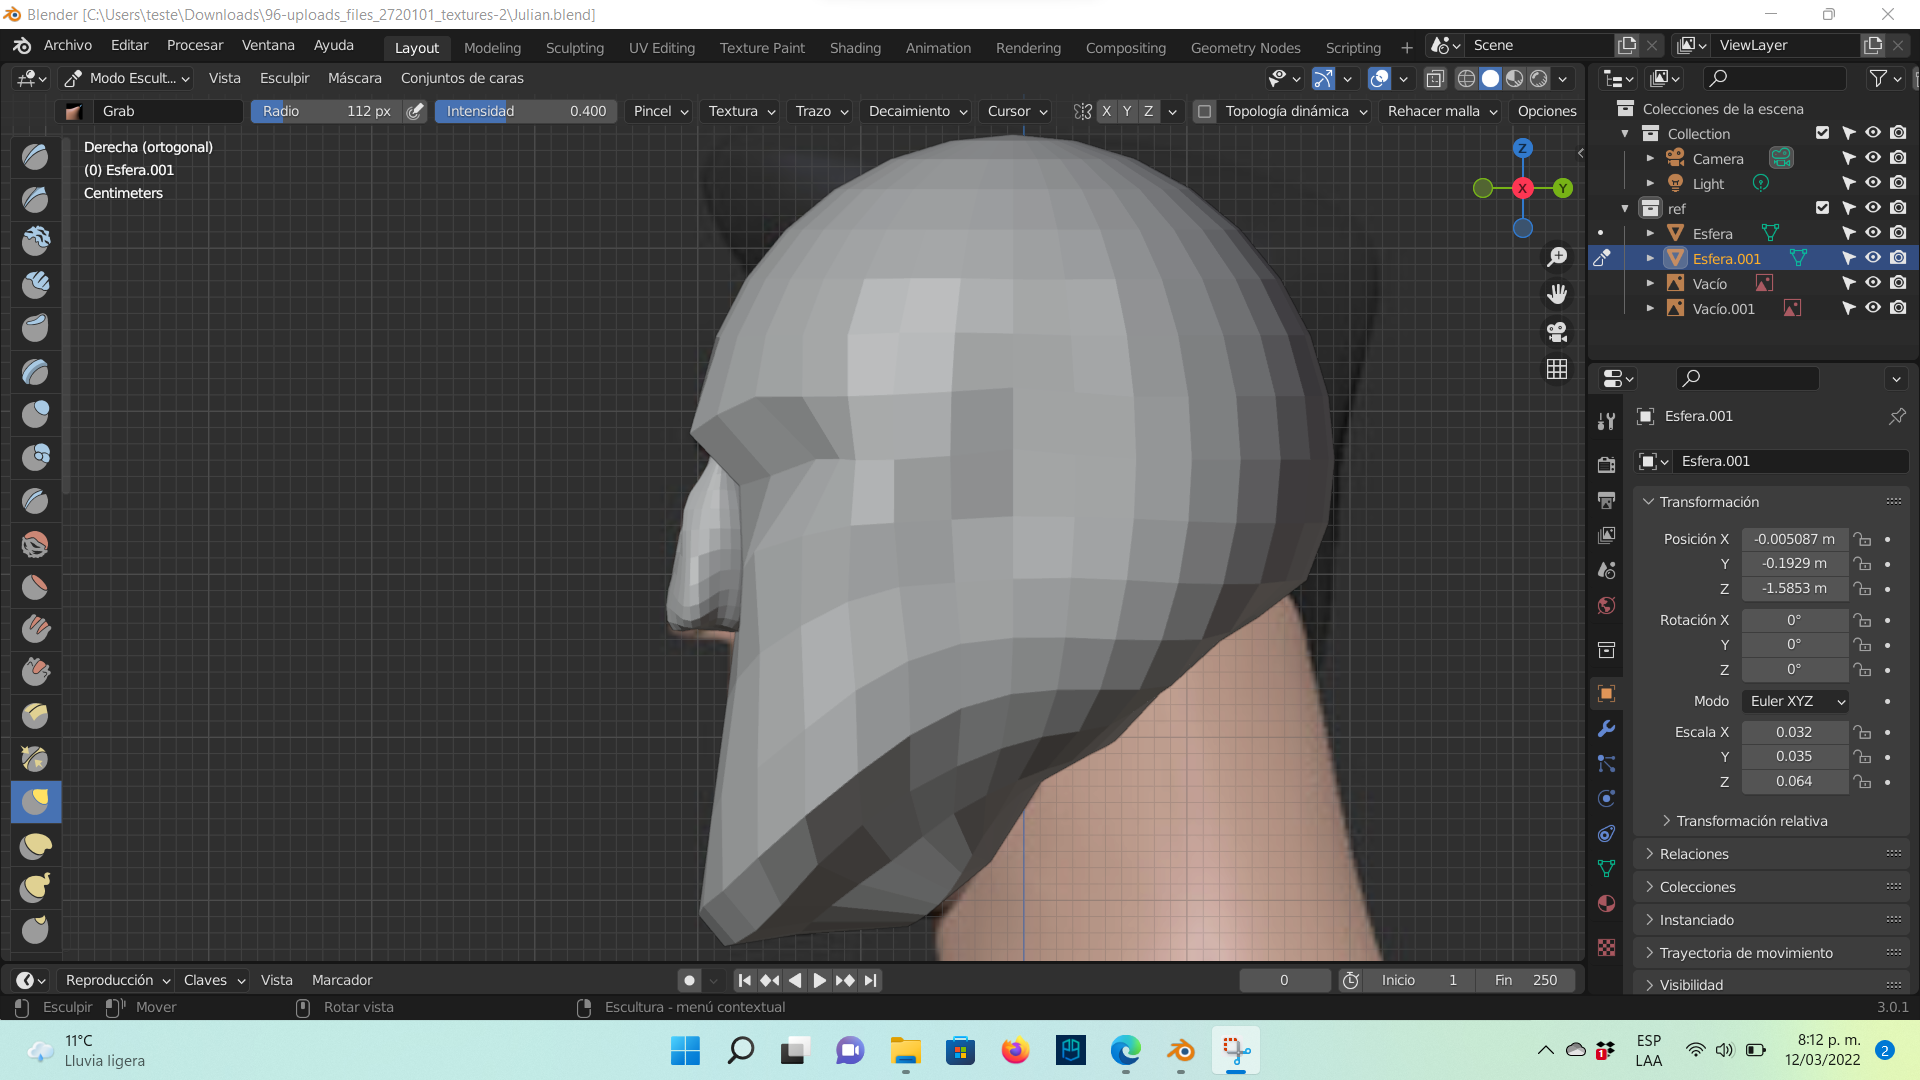 Blender [C:\Users\teste\Downloads\96-uploads_files_2720101_textures-2\Julian.blend]
Archivo Editar Procesar Ventana Ayuda Layout Modeling Sculpting UV Editing Texture Paint Shading Animation Rendering Compositing Geometry Nodes Scripting + Scene ViewLayer
Modo Escult... Vista Esculpir Máscara Conjuntos de caras
Grab Radio 112 px Intensidad 0.400 Pincel Textura Trazo Decaimiento Cursor X Y Z Topología dinámica Rehacer malla Opciones
Derecha (ortogonal)
(0) Esfera.001
Centimeters
Z
X
Y
Colecciones de la escena
Collection
Camera
Light
ref
Esfera
Esfera.001
Vacío
Vacío.001
Esfera.001
Esfera.001
Transformación
Posición X -0.005087 m
Y -0.1929 m
Z -1.5853 m
Rotación X 0°
Y 0°
Z 0°
Modo Euler XYZ
Escala X 0.032
Y 0.035
Z 0.064
Transformación relativa
Relaciones
Colecciones
Instanciado
Trayectoria de movimiento
Visibilidad
Reproducción Claves Vista Marcador 0 Inicio 1 Fin 250
Esculpir Mover Rotar vista Escultura - menú contextual 3.0.1
11°C
Lluvia ligera
1
ESP
LAA
8:12 p. m.
12/03/2022
2